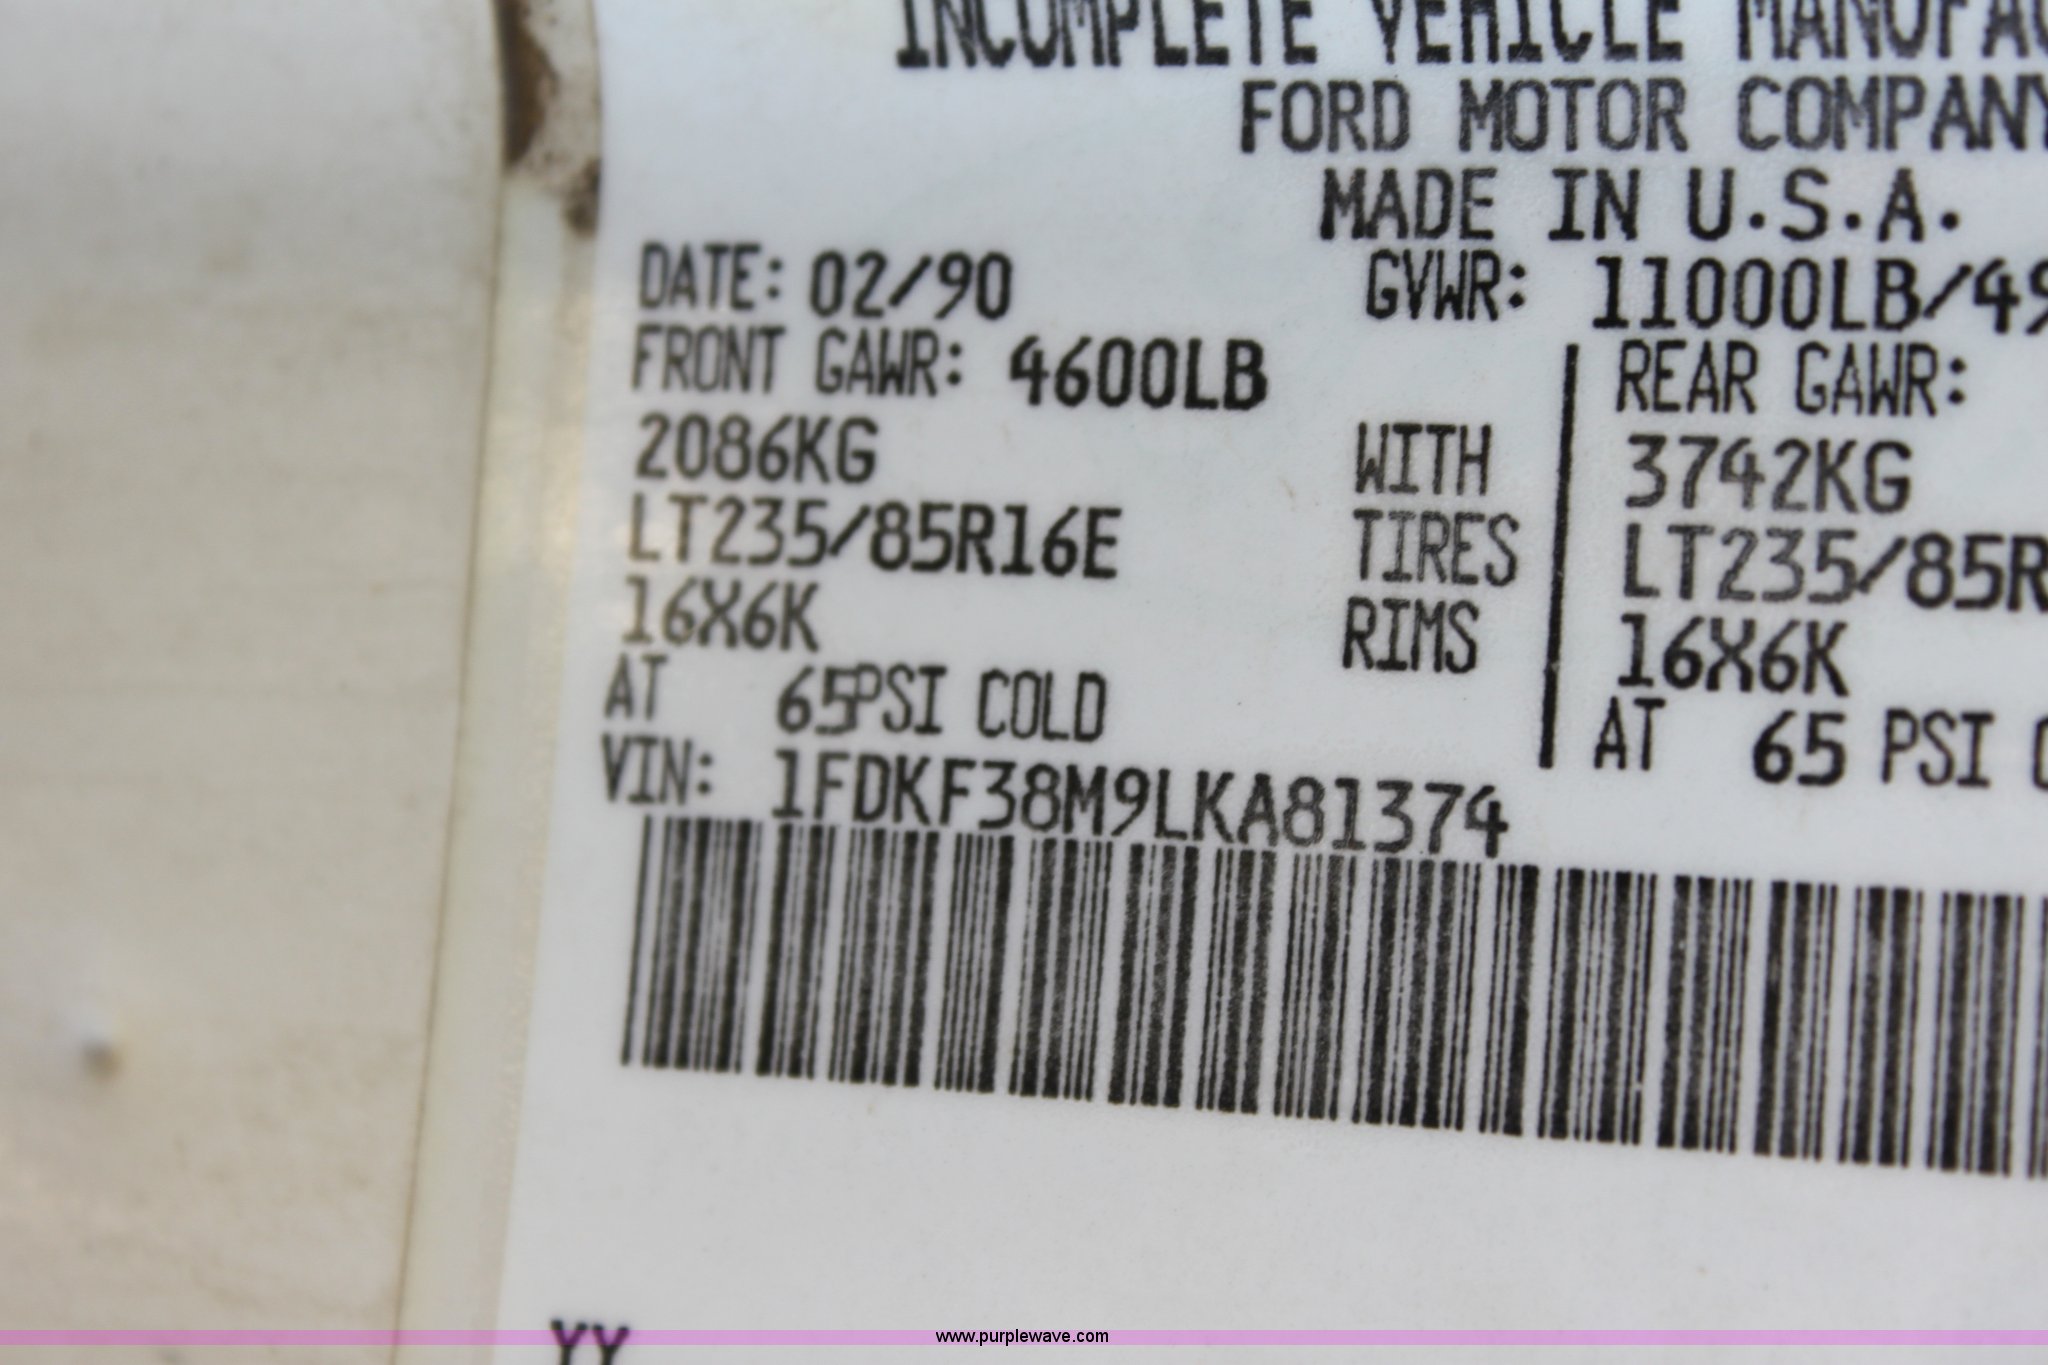 INCOMPLETE VEHICLE MANUFAC
FORD MOTOR COMPANY
MADE IN U.S.A.
DATE: 02/90 GVWR: 11000LB/49
FRONT GAWR: 4600LB REAR GAWR:
2086KG WITH 3742KG
LT235/85R16E TIRES LT235/85R
16X6K RIMS 16X6K
AT 65PSI COLD AT 65 PSI C
VIN: 1FDKF38M9LKA81374
YY
www.purplewave.com